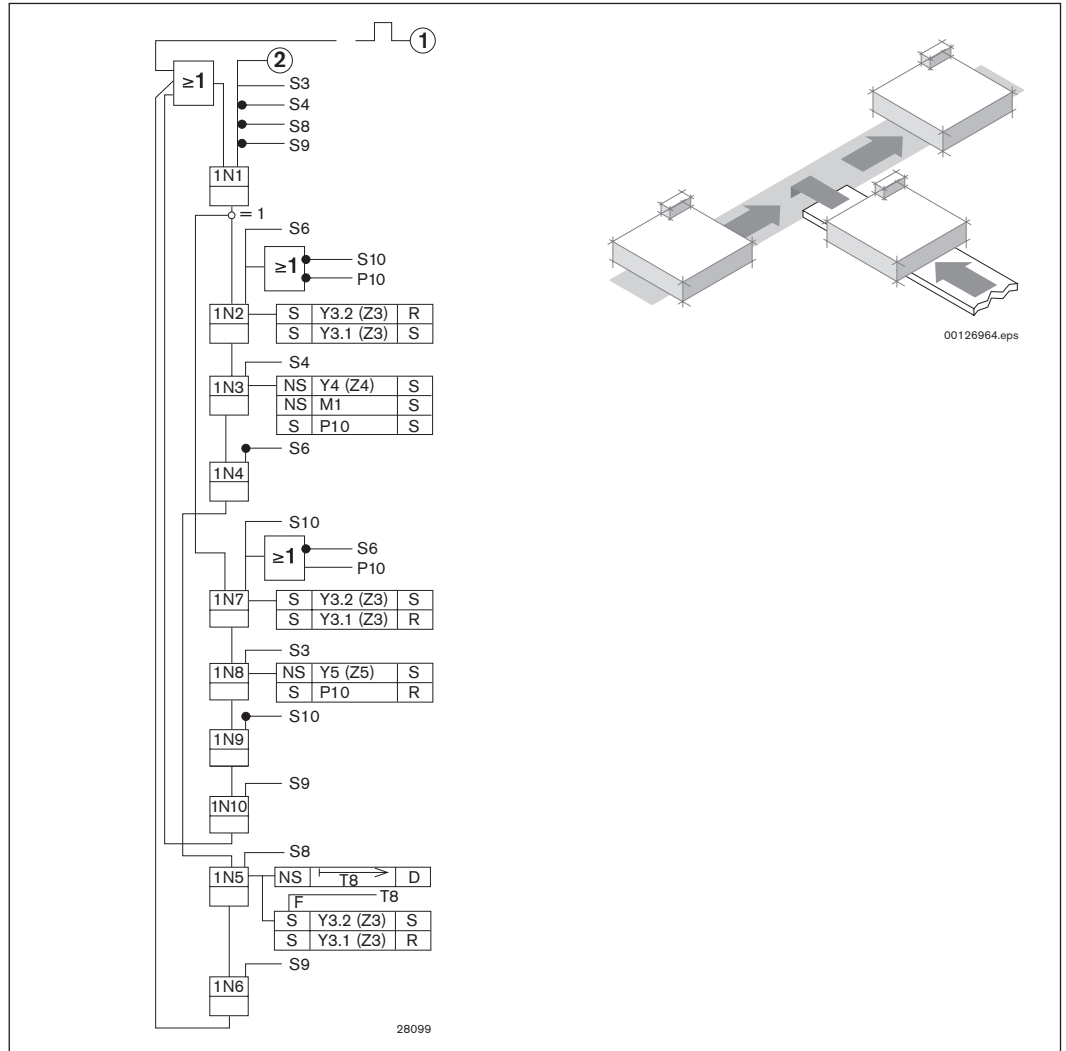 1
2
≥1
S3
S4
S8
S9
1N1
= 1
S6
≥1
S10
P10
1N2
S Y3.2 (Z3) R
S Y3.1 (Z3) S
S4
1N3
NS Y4 (Z4) S
NS M1 S
S P10 S
S6
1N4
S10
≥1
S6
P10
1N7
S Y3.2 (Z3) S
S Y3.1 (Z3) R
S3
1N8
NS Y5 (Z5) S
S P10 R
S10
1N9
S9
1N10
S8
1N5
NS T8 D
F T8
S Y3.2 (Z3) S
S Y3.1 (Z3) R
S9
1N6
28099
00126964.eps